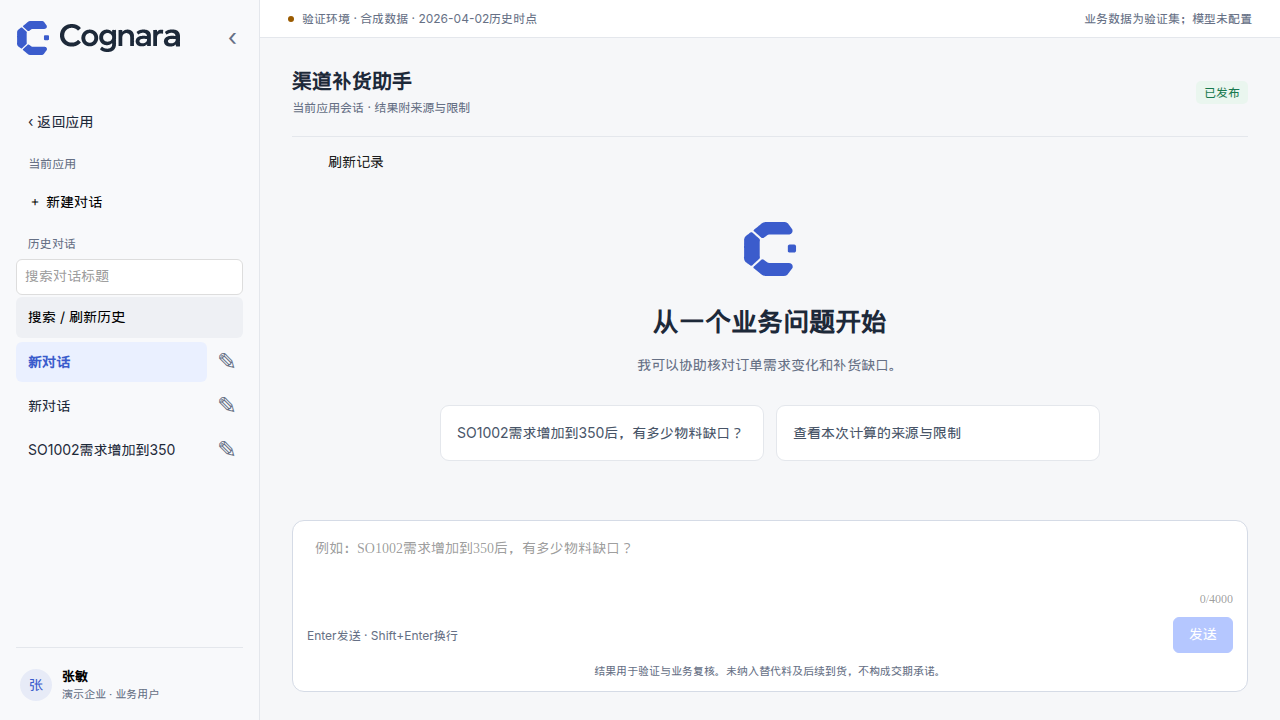 Cognara
‹ 返回应用
当前应用
+ 新建对话
历史对话
搜索对话标题
搜索 / 刷新历史
新对话
新对话
SO1002需求增加到350
张
张敏
演示企业 · 业务用户
验证环境 · 合成数据 · 2026-04-02历史时点
业务数据为验证集；模型未配置
渠道补货助手
当前应用会话 · 结果附来源与限制
已发布
刷新记录
从一个业务问题开始
我可以协助核对订单需求变化和补货缺口。
SO1002需求增加到350后，有多少物料缺口？
查看本次计算的来源与限制
例如：SO1002需求增加到350后，有多少物料缺口？
0/4000
Enter发送 · Shift+Enter换行
发送
结果用于验证与业务复核。未纳入替代料及后续到货，不构成交期承诺。